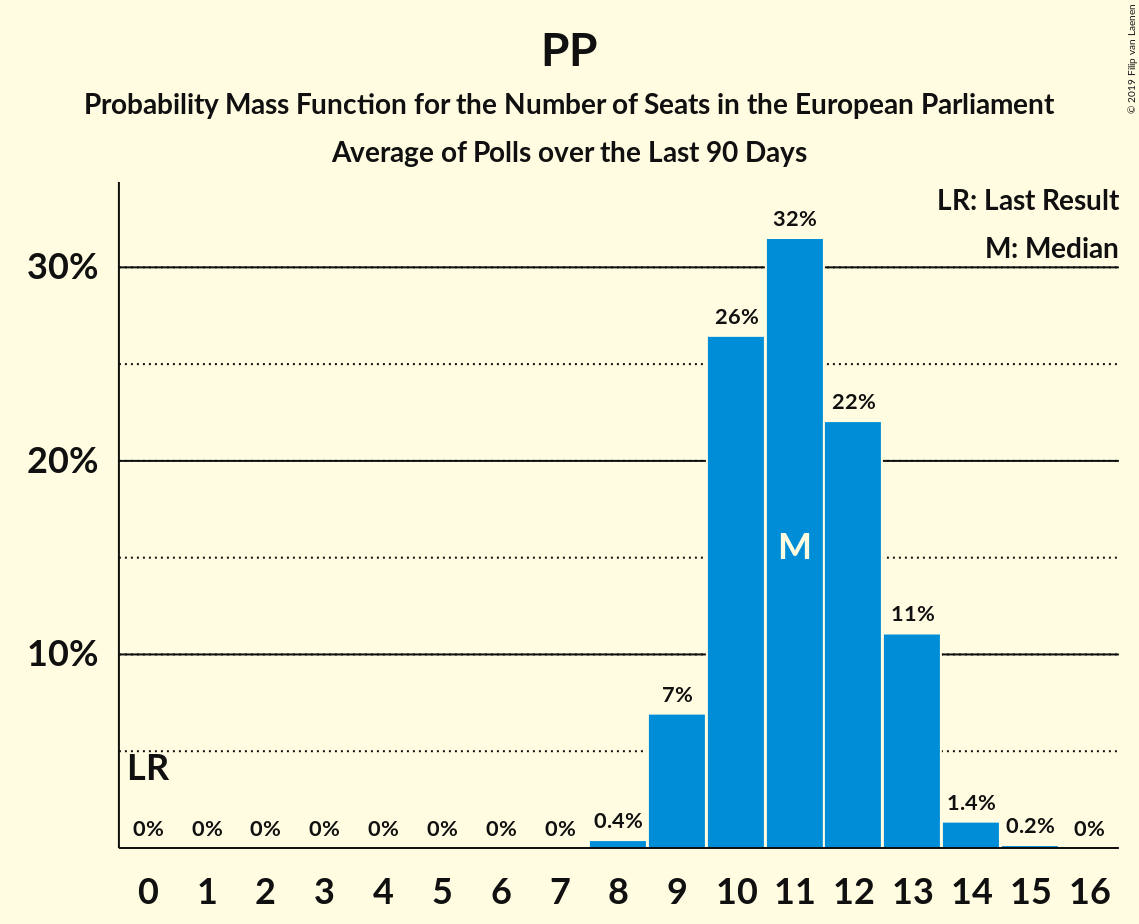 PP
Probability Mass Function for the Number of Seats in the European Parliament
Average of Polls over the Last 90 Days
© 2019 Filip van Laenen
LR: Last Result
M: Median
30%
20%
10%
LR
M
0% 0% 0% 0% 0% 0% 0% 0% 0.4% 7% 26% 32% 22% 11% 1.4% 0.2% 0%
0 1 2 3 4 5 6 7 8 9 10 11 12 13 14 15 16